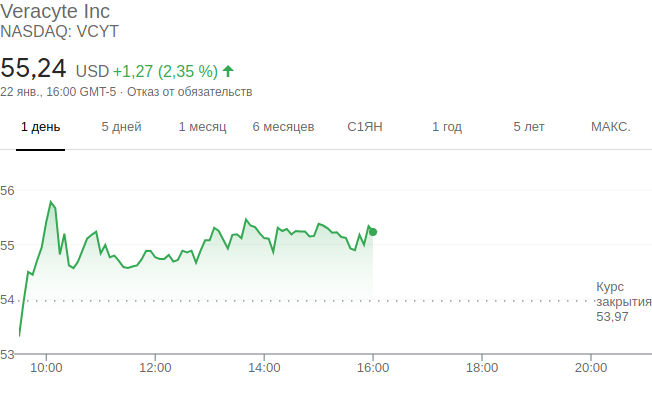 Veracyte Inc
NASDAQ: VCYT
55,24 USD +1,27 (2,35 %)
22 янв., 16:00 GMT-5 · Отказ от обязательств
1 день 5 дней 1 месяц 6 месяцев С1ЯН 1 год 5 лет МАКС.
56
55
54
53
Курс
закрытия
53,97
10:00 12:00 14:00 16:00 18:00 20:00